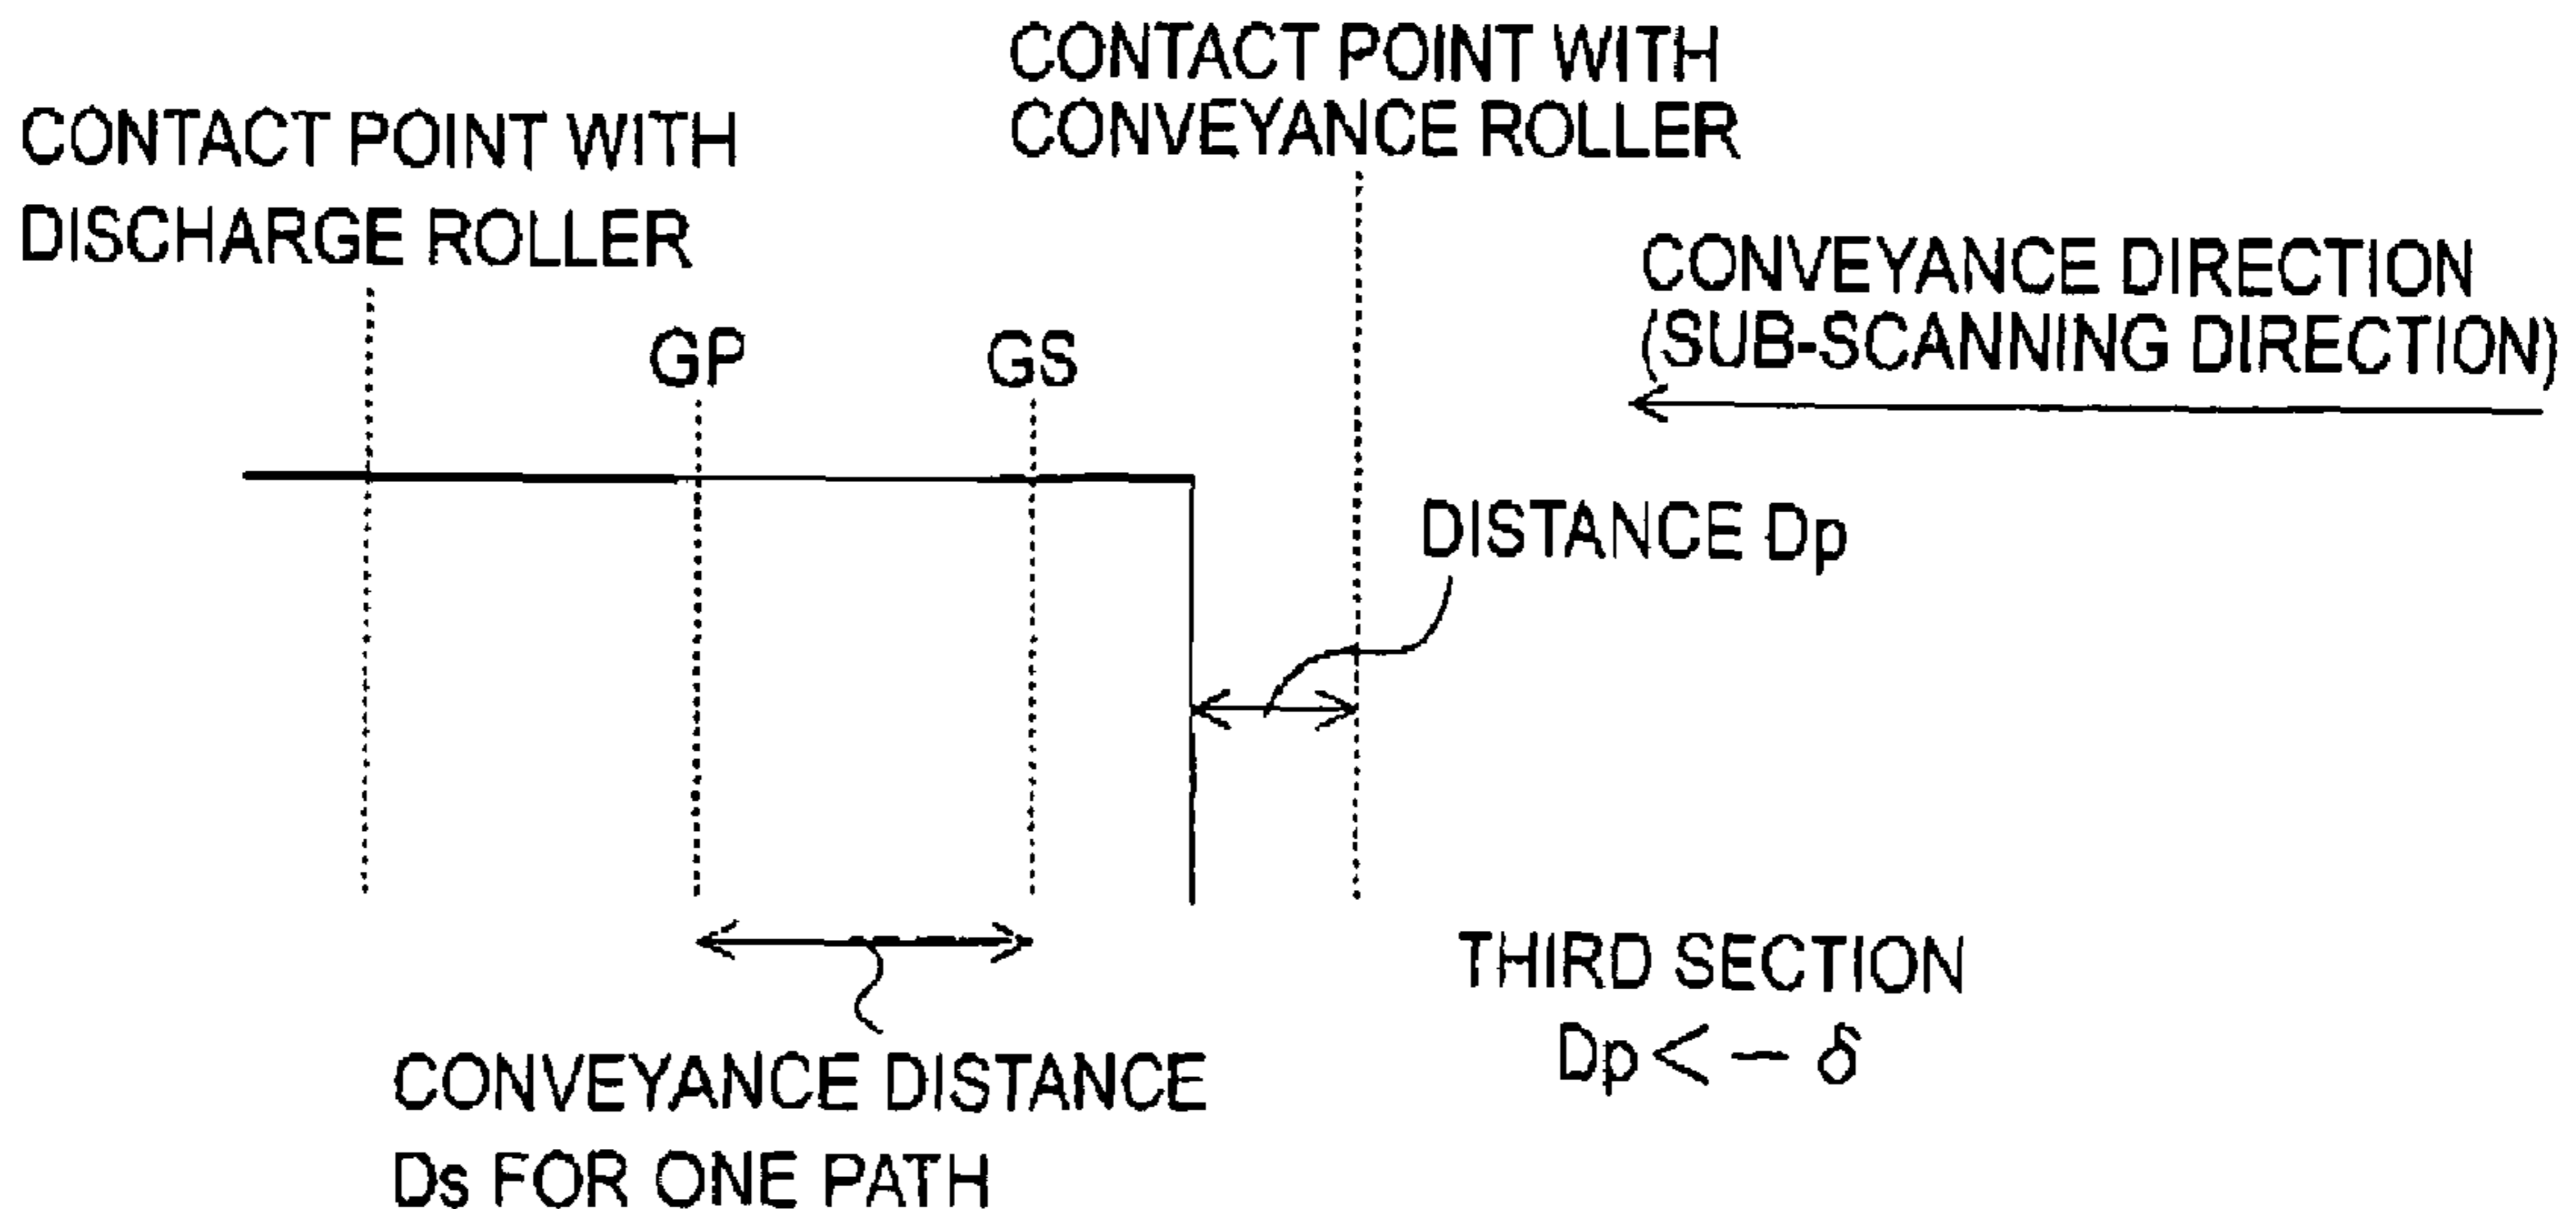 CONTACT POINT WITH
CONVEYANCE ROLLER
CONTACT POINT WITH
DISCHARGE ROLLER
CONVEYANCE DIRECTION
(SUB-SCANNING DIRECTION)
GP
GS
DISTANCE Dp
THIRD SECTION
Dp < - δ
CONVEYANCE DISTANCE
Ds FOR ONE PATH